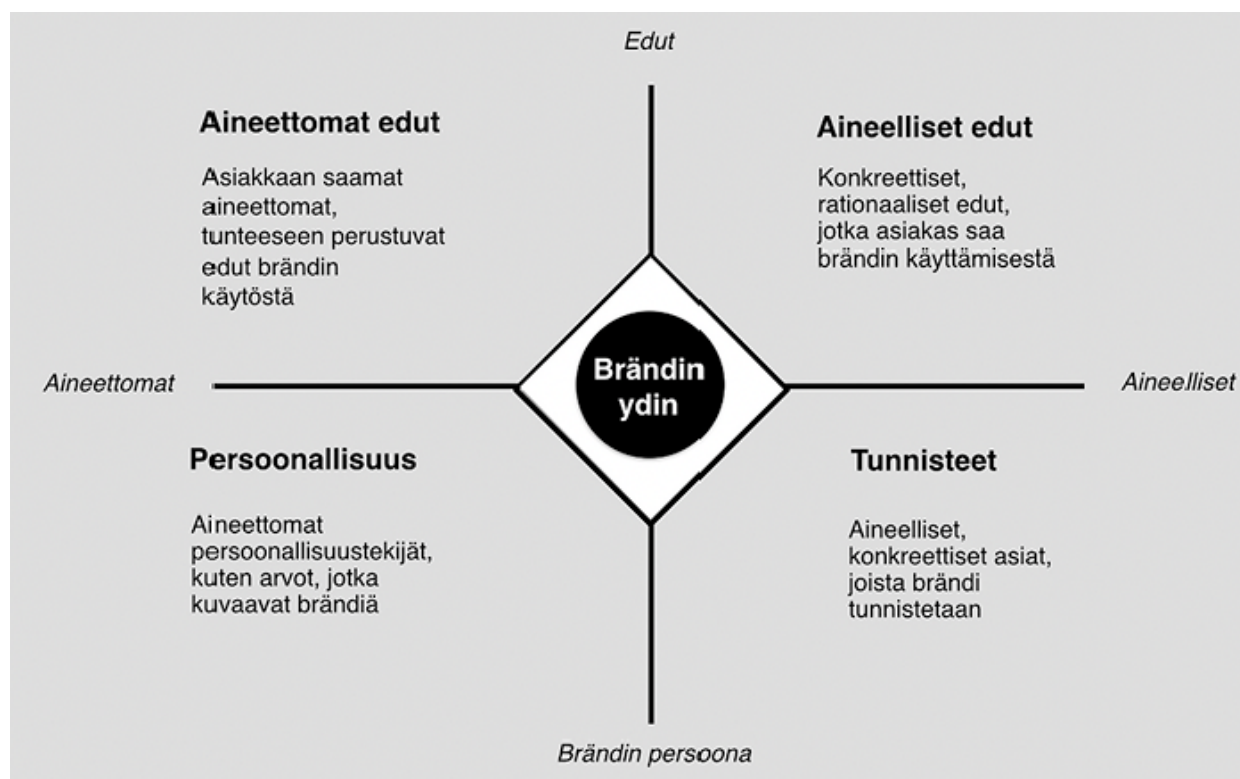 Edut
Aineettomat edut
Asiakkaan saamat
aineettomat,
tunteeseen perustuvat
edut brändin
käytöstä
Aineelliset edut
Konkreettiset,
rationaaliset edut,
jotka asiakas saa
brändin käyttämisestä
Aineettomat
Brändin
ydin
Aineelliset
Persoonallisuus
Aineettomat
persoonallisuustekijät,
kuten arvot, jotka
kuvaavat brändiä
Tunnisteet
Aineelliset,
konkreettiset asiat,
joista brändi
tunnistetaan
Brändin persoona